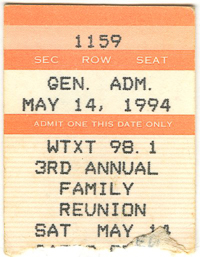 1159
SEC ROW SEAT
GEN. ADM.
MAY 14, 1994
ADMIT ONE THIS DATE ONLY
WTXT 98.1
3RD ANNUAL
FAMILY
REUNION
SAT MAY 14